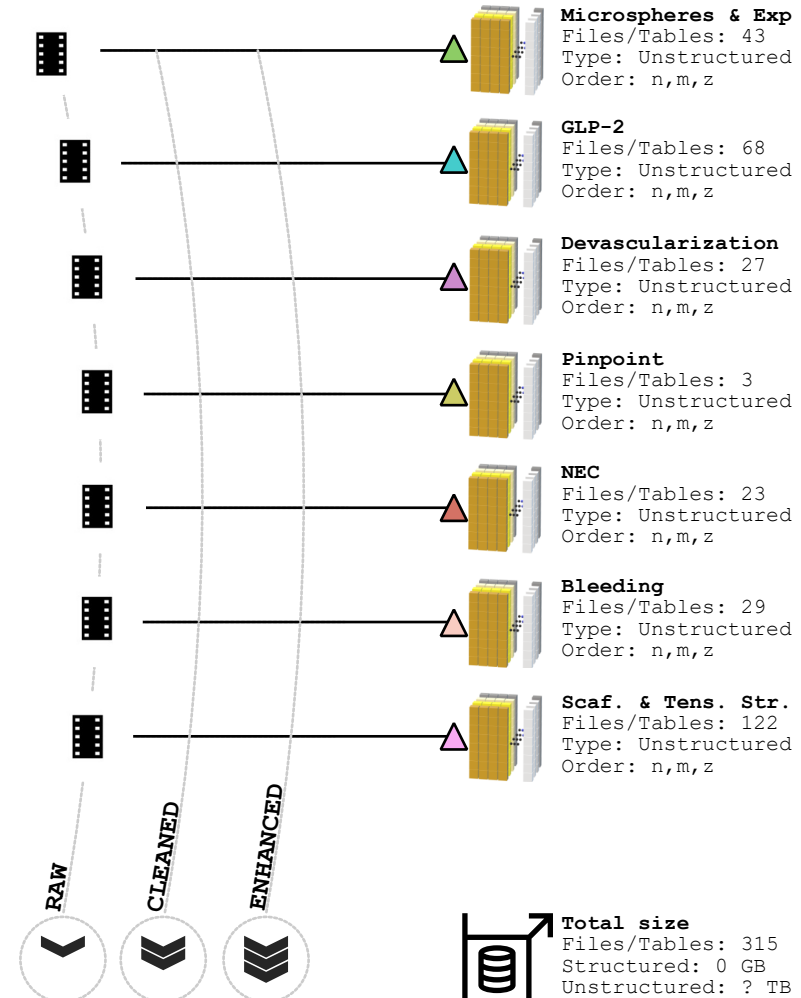 Microspheres & Exp
Files/Tables: 43
Type: Unstructured
Order: n,m,z
GLP-2
Files/Tables: 68
Type: Unstructured
Order: n,m,z
Devascularization
Files/Tables: 27
Type: Unstructured
Order: n,m,z
Pinpoint
Files/Tables: 3
Type: Unstructured
Order: n,m,z
NEC
Files/Tables: 23
Type: Unstructured
Order: n,m,z
Bleeding
Files/Tables: 29
Type: Unstructured
Order: n,m,z
Scaf. & Tens. Str.
Files/Tables: 122
Type: Unstructured
Order: n,m,z
RAW
CLEANED
ENHANCED
Total size
Files/Tables: 315
Structured: 0 GB
Unstructured: ? TB